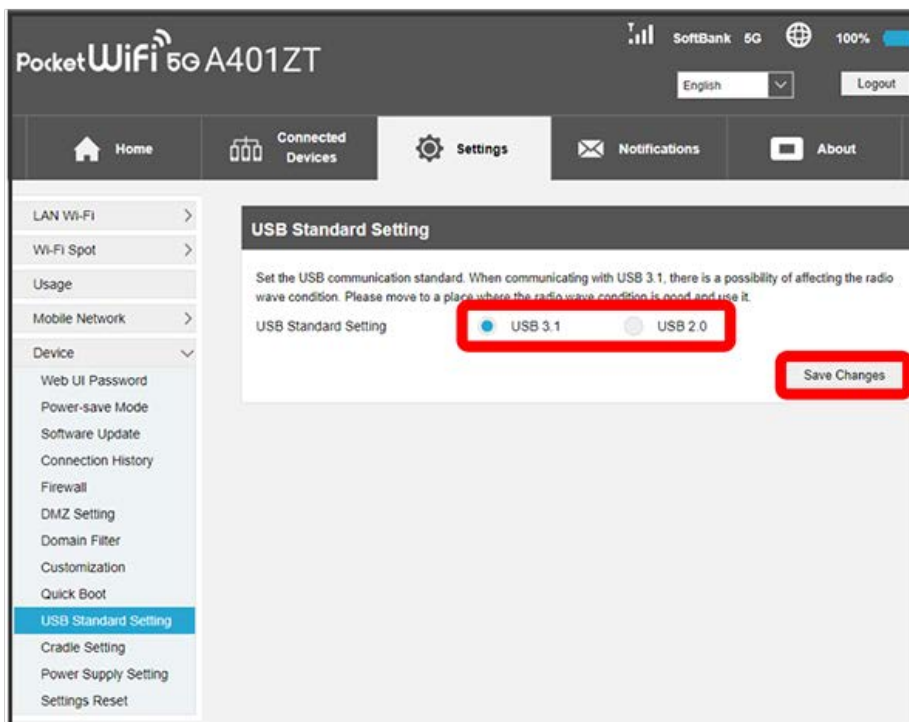 SoftBank 5G 100%
Pocket WiFi 5G A401ZT
English Logout
Home Connected Devices Settings Notifications About
LAN Wi-Fi
Wi-Fi Spot
Usage
Mobile Network
Device
Web UI Password
Power-save Mode
Software Update
Connection History
Firewall
DMZ Setting
Domain Filter
Customization
Quick Boot
USB Standard Setting
Cradle Setting
Power Supply Setting
Settings Reset
USB Standard Setting
Set the USB communication standard. When communicating with USB 3.1, there is a possibility of affecting the radio
wave condition. Please move to a place where the radio wave condition is good and use it.
USB Standard Setting USB 3.1 USB 2.0
Save Changes